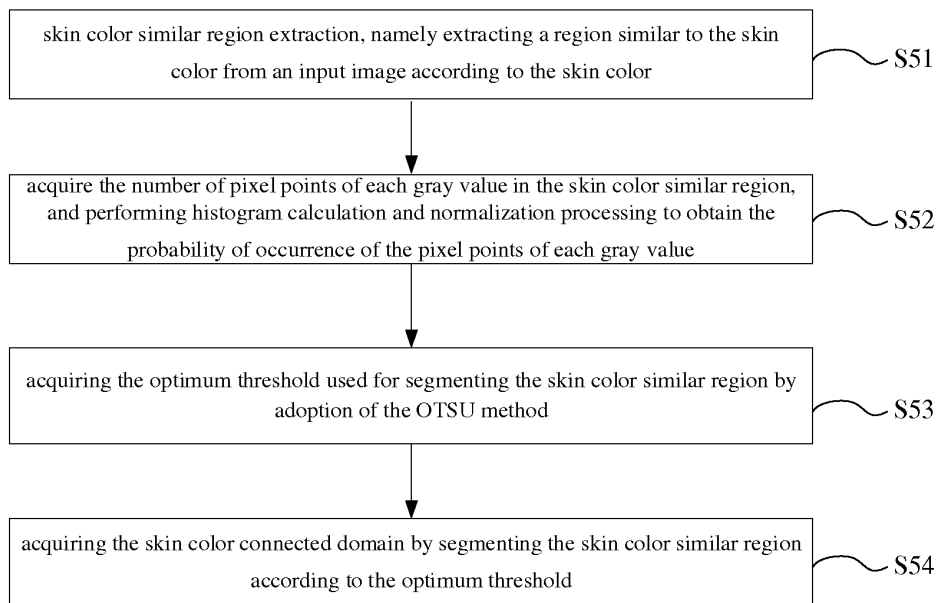 skin color similar region extraction, namely extracting a region similar to the skin
color from an input image according to the skin color
S51
acquire the number of pixel points of each gray value in the skin color similar region,
and performing histogram calculation and normalization processing to obtain the
probability of occurrence of the pixel points of each gray value
S52
acquiring the optimum threshold used for segmenting the skin color similar region by
adoption of the OTSU method
S53
acquiring the skin color connected domain by segmenting the skin color similar region
according to the optimum threshold
S54